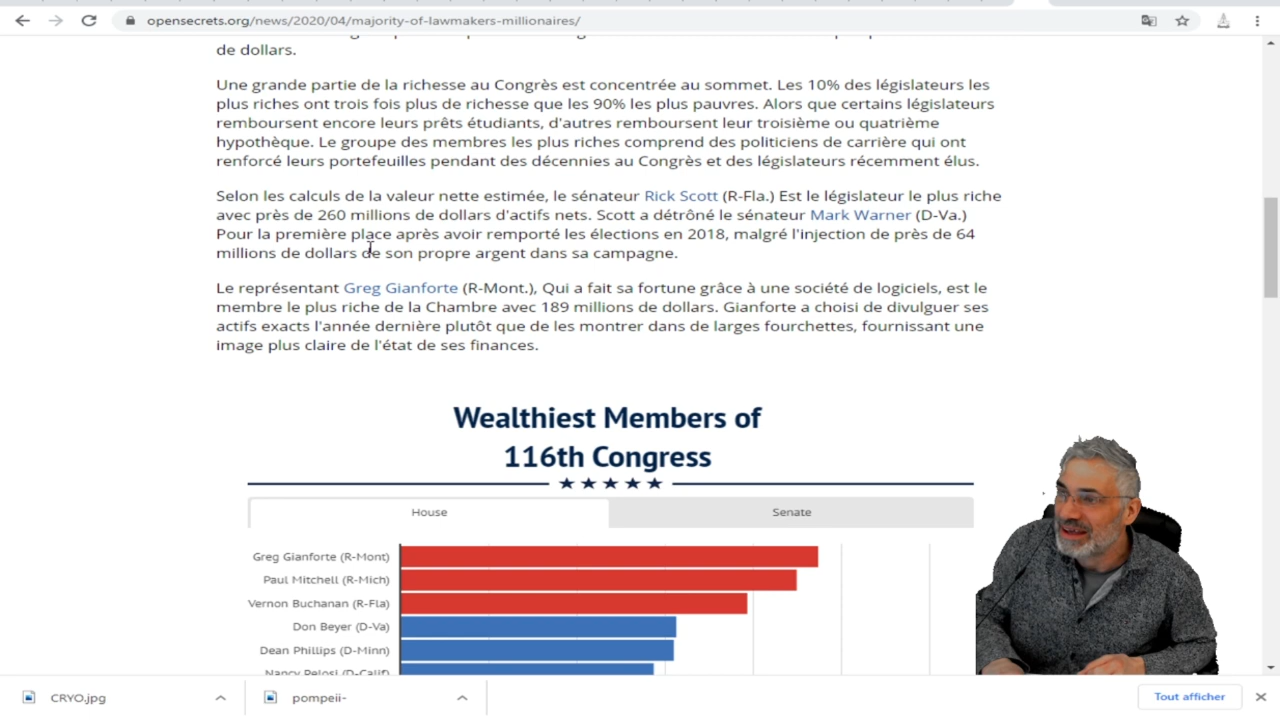 opensecrets.org/news/2020/04/majority-of-lawmakers-millionaires/
de dollars.
Une grande partie de la richesse au Congrès est concentrée au sommet. Les 10% des législateurs les
plus riches ont trois fois plus de richesse que les 90% les plus pauvres. Alors que certains législateurs
remboursent encore leurs prêts étudiants, d'autres remboursent leur troisième ou quatrième
hypothèque. Le groupe des membres les plus riches comprend des politiciens de carrière qui ont
renforcé leurs portefeuilles pendant des décennies au Congrès et des législateurs récemment élus.
Selon les calculs de la valeur nette estimée, le sénateur Rick Scott (R-Fla.) Est le législateur le plus riche
avec près de 260 millions de dollars d'actifs nets. Scott a détrôné le sénateur Mark Warner (D-Va.)
Pour la première place après avoir remporté les élections en 2018, malgré l'injection de près de 64
millions de dollars de son propre argent dans sa campagne.
Le représentant Greg Gianforte (R-Mont.), Qui a fait sa fortune grâce à une société de logiciels, est le
membre le plus riche de la Chambre avec 189 millions de dollars. Gianforte a choisi de divulguer ses
actifs exacts l'année dernière plutôt que de les montrer dans de larges fourchettes, fournissant une
image plus claire de l'état de ses finances.
Wealthiest Members of
116th Congress
House
Senate
Greg Gianforte (R-Mont)
Paul Mitchell (R-Mich)
Vernon Buchanan (R-Fla)
Don Beyer (D-Va)
Dean Phillips (D-Minn)
Nancy Pelosi (D-Calif)
CRYO.jpg
pompeii-
Tout afficher